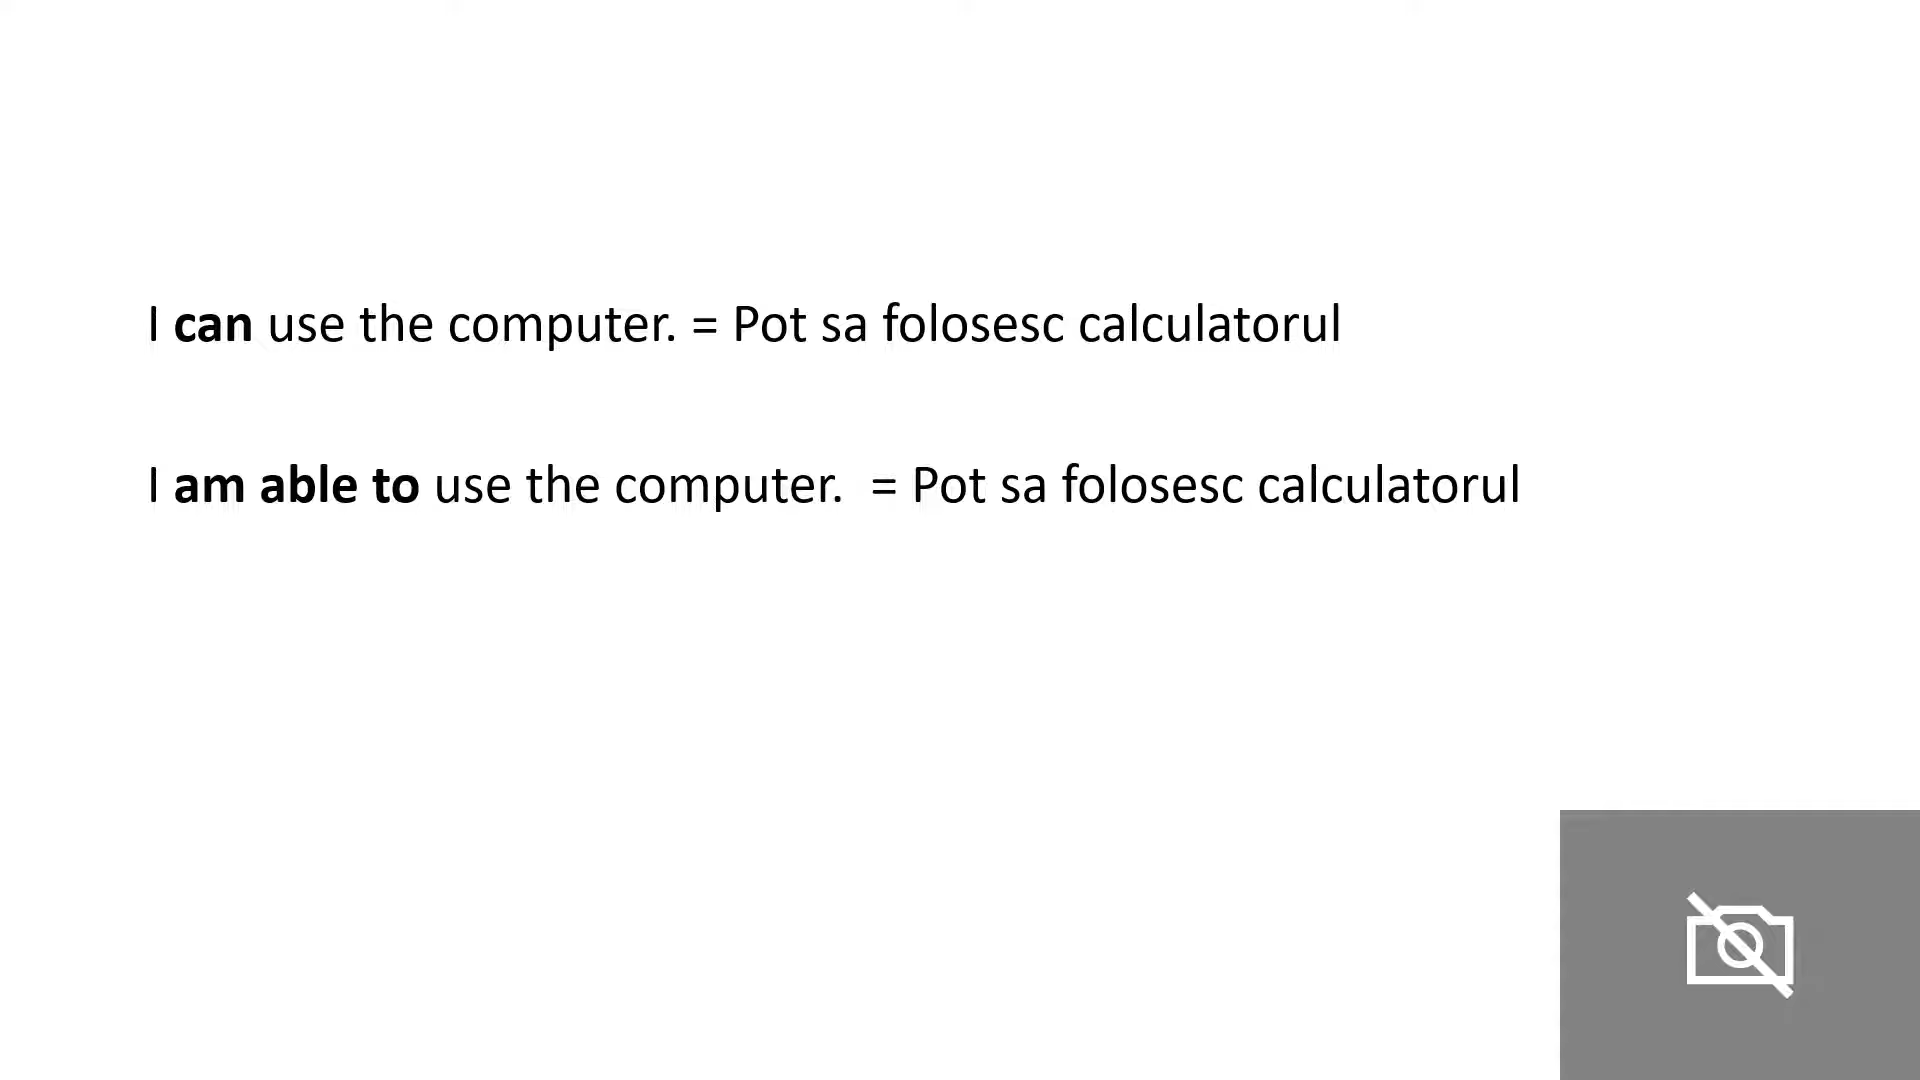 I can use the computer. = Pot sa folosesc calculatorul
I am able to use the computer.  = Pot sa folosesc calculatorul